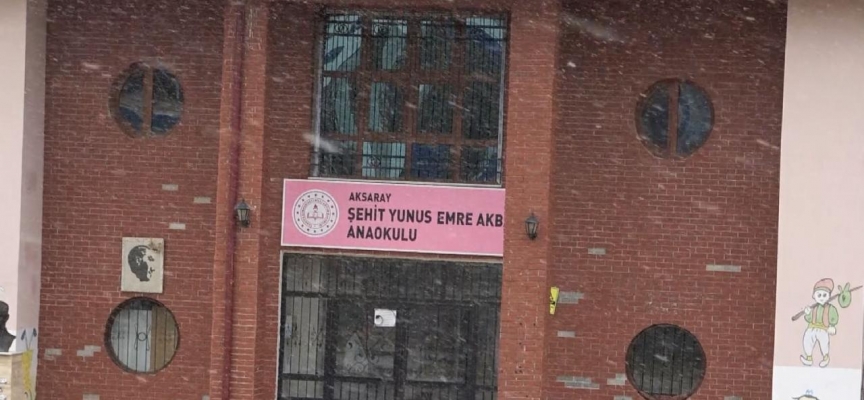 AKSARAY
ŞEHİT YUNUS EMRE AKB
ANAOKULU